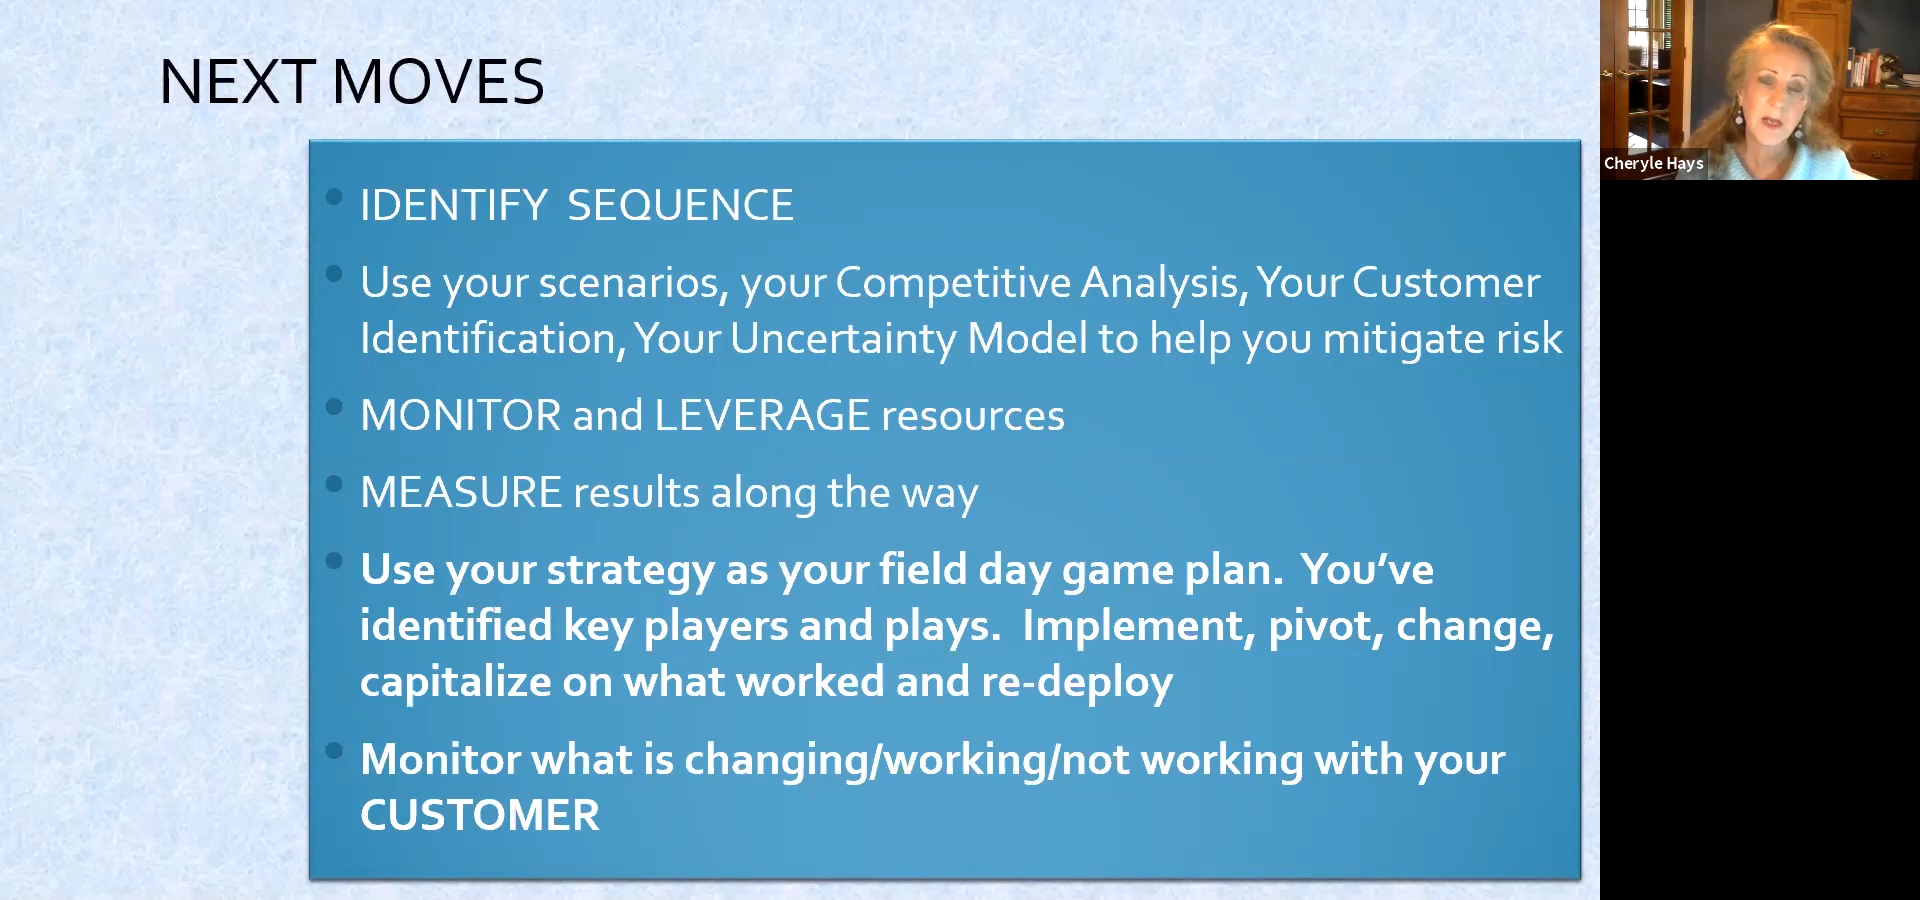 NEXT MOVES
IDENTIFY  SEQUENCE
Use your scenarios, your Competitive Analysis, Your Customer
Identification, Your Uncertainty Model to help you mitigate risk
MONITOR and LEVERAGE resources
MEASURE results along the way
Use your strategy as your field day game plan.  You’ve
identified key players and plays.  Implement, pivot, change,
capitalize on what worked and re-deploy
Monitor what is changing/working/not working with your
CUSTOMER
Cheryle Hays